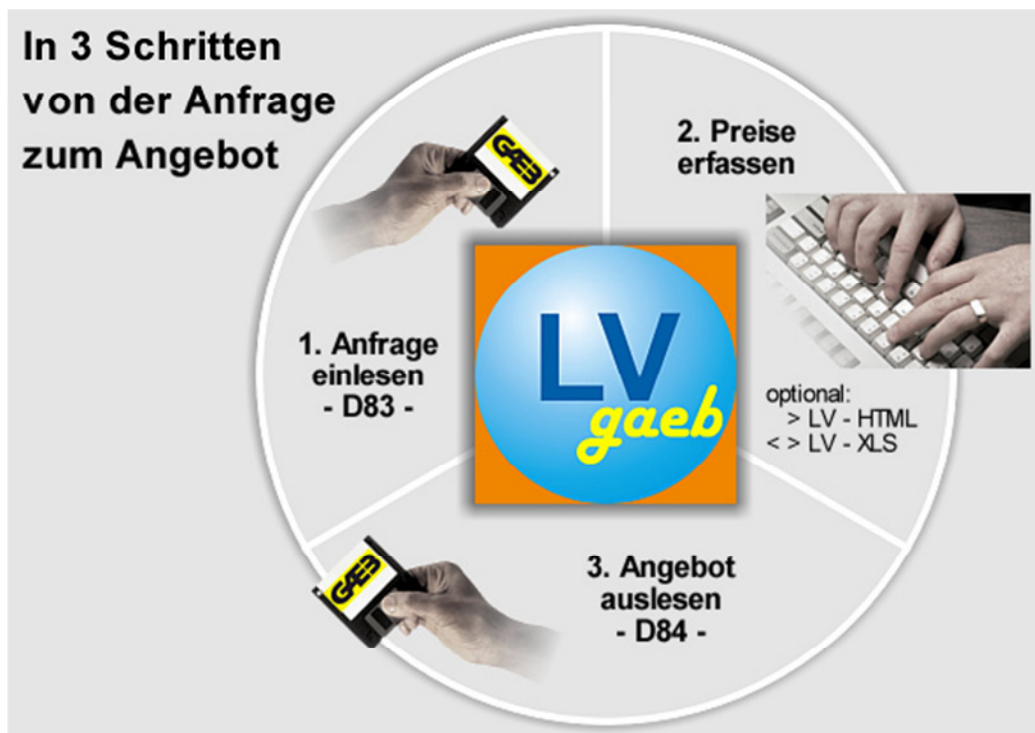 In 3 Schritten
von der Anfrage
zum Angebot
GAEB
1. Anfrage
einlesen
- D83 -
2. Preise
erfassen
optional:
> LV - HTML
< > LV - XLS
LV
gaeb
GAEB
3. Angebot
auslesen
- D84 -